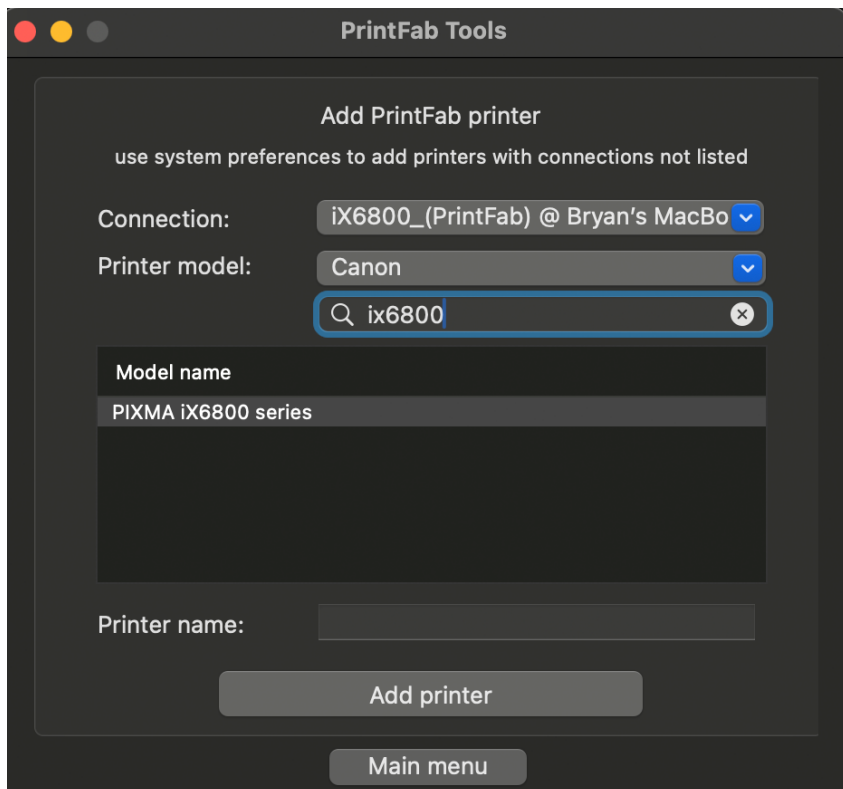 PrintFab Tools
Add PrintFab printer
use system preferences to add printers with connections not listed
Connection: iX6800_(PrintFab) @ Bryan’s MacBo
Printer model: Canon
ix6800
Model name
PIXMA iX6800 series
Printer name:
Add printer
Main menu